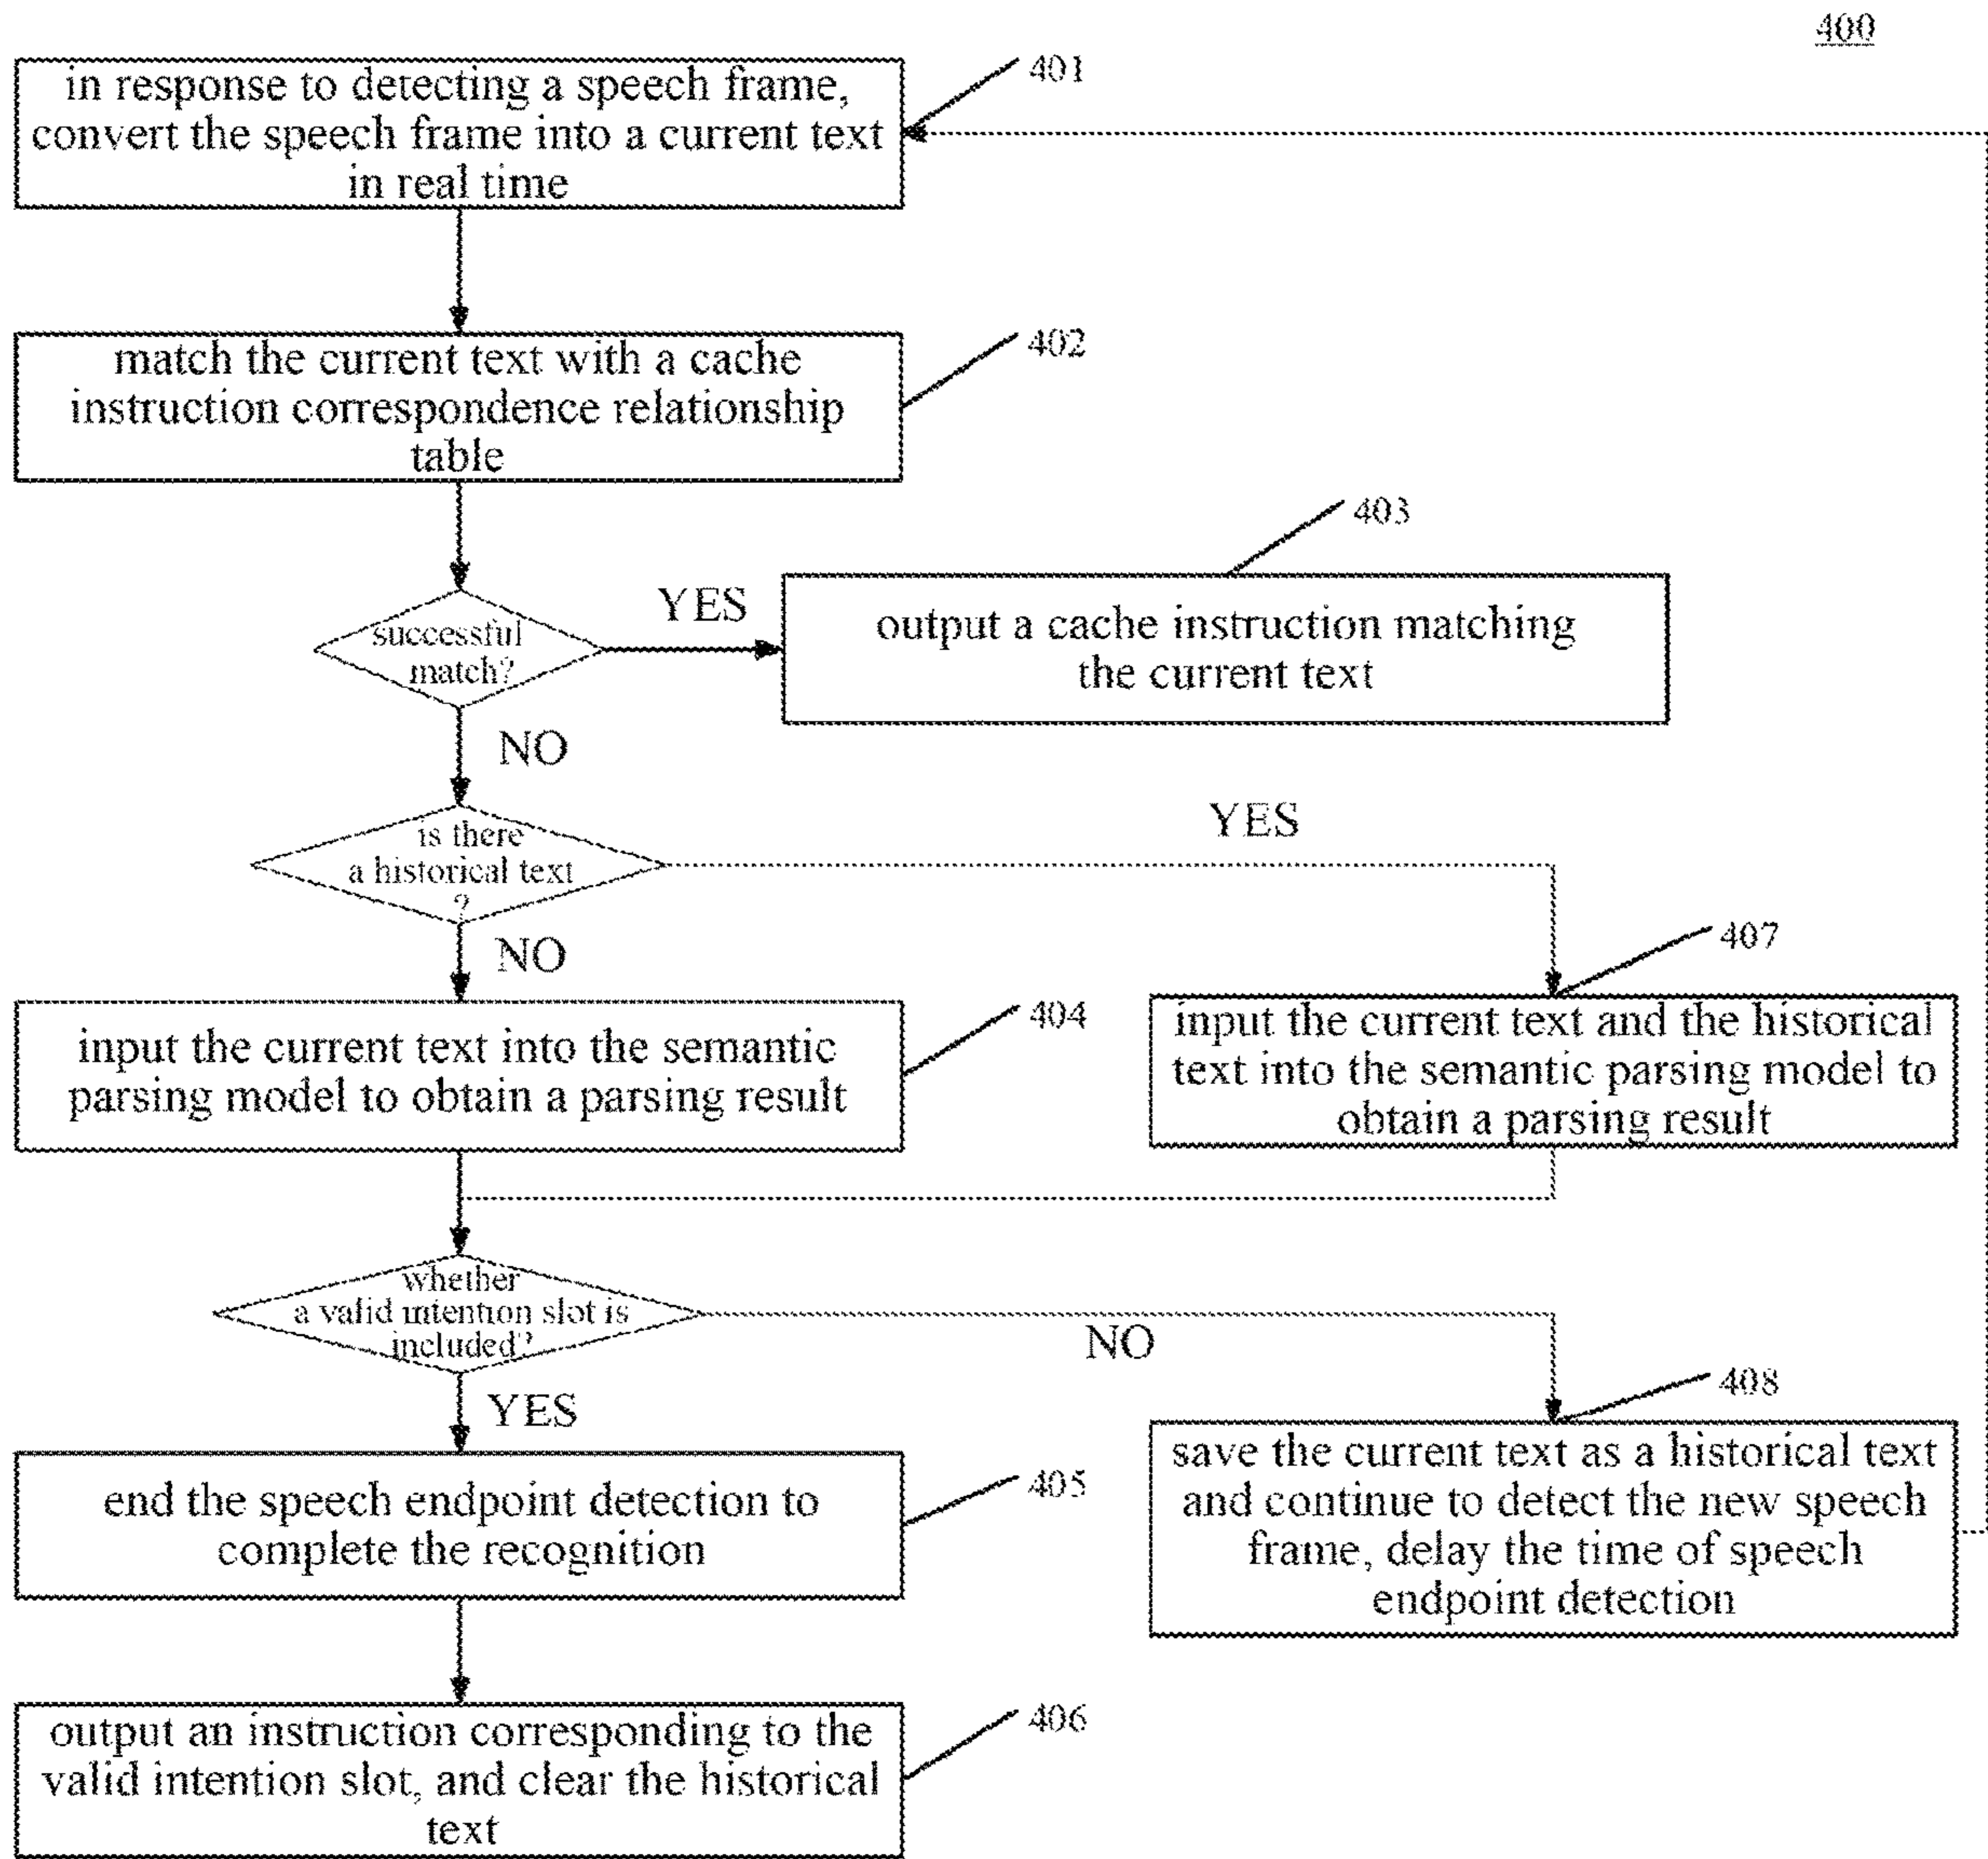 400
401
in response to detecting a speech frame,
convert the speech frame into a current text
in real time
402
match the current text with a cache
instruction correspondence relationship
table
403
successful
match?
YES
output a cache instruction matching
the current text
NO
is there
a historical text
?
YES
NO
407
404
input the current text into the semantic
parsing model to obtain a parsing result
input the current text and the historical
text into the semantic parsing model to
obtain a parsing result
whether
a valid intention slot is
included?
NO
YES
408
405
end the speech endpoint detection to
complete the recognition
save the current text as a historical text
and continue to detect the new speech
frame, delay the time of speech
endpoint detection
406
output an instruction corresponding to the
valid intention slot, and clear the historical
text